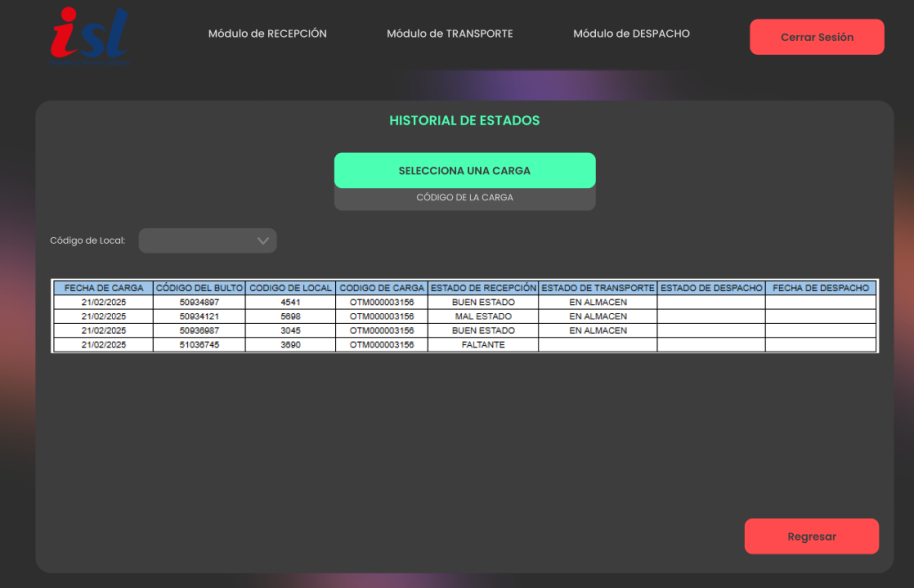 isl
Módulo de RECEPCIÓN Módulo de TRANSPORTE Módulo de DESPACHO Cerrar Sesión
HISTORIAL DE ESTADOS
SELECCIONA UNA CARGA
CÓDIGO DE LA CARGA
Código de Local:
FECHA DE CARGA CÓDIGO DEL BULTO CODIGO DE LOCAL CODIGO DE CARGA ESTADO DE RECEPCIÓN ESTADO DE TRANSPORTE ESTADO DE DESPACHO FECHA DE DESPACHO
21/02/2025 50934897 4541 OTM000003156 BUEN ESTADO EN ALMACEN
21/02/2025 50934121 5698 OTM000003156 MAL ESTADO EN ALMACEN
21/02/2025 50936987 3045 OTM000003156 BUEN ESTADO EN ALMACEN
21/02/2025 51036745 3690 OTM000003156 FALTANTE
Regresar